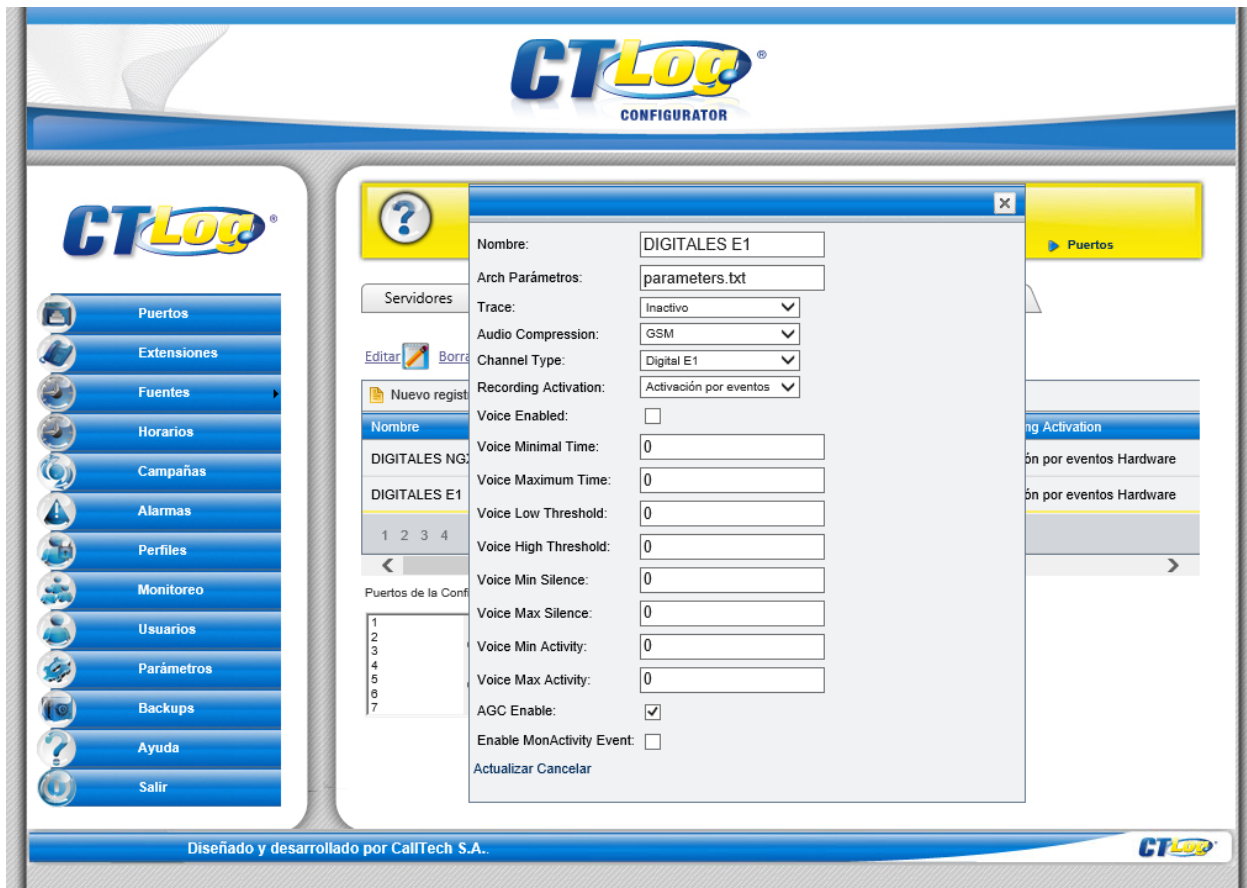 CTLog ®
CONFIGURATOR
CTLog ®
Puertos
Extensiones
Fuentes
Horarios
Campañas
Alarmas
Perfiles
Monitoreo
Usuarios
Parámetros
Backups
Ayuda
Salir
?
Puertos
Servidores
Editar Borra
Nuevo regist
Nombre
ng Activation
DIGITALES NGX
ón por eventos Hardware
DIGITALES E1
ón por eventos Hardware
1 2 3 4
Puertos de la Conf
1
2
3
4
5
6
7
Nombre: DIGITALES E1
Arch Parámetros: parameters.txt
Trace: Inactivo
Audio Compression: GSM
Channel Type: Digital E1
Recording Activation: Activación por eventos
Voice Enabled:
Voice Minimal Time: 0
Voice Maximum Time: 0
Voice Low Threshold: 0
Voice High Threshold: 0
Voice Min Silence: 0
Voice Max Silence: 0
Voice Min Activity: 0
Voice Max Activity: 0
AGC Enable:
Enable MonActivity Event:
Actualizar Cancelar
Diseñado y desarrollado por CallTech S.A..
CTLog